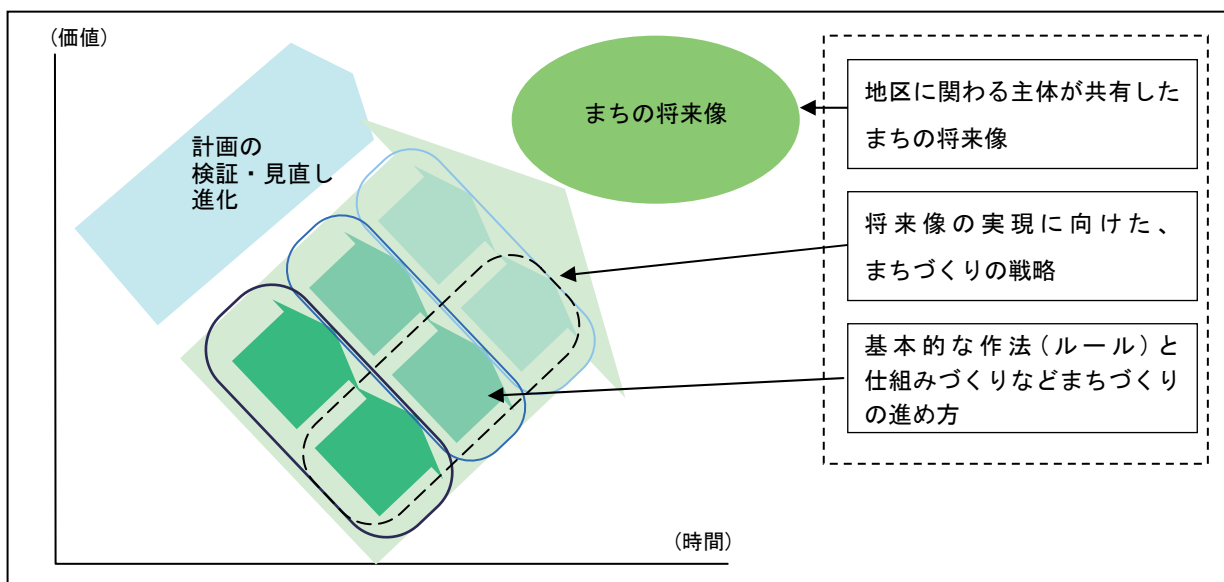 (価値)
計画の
検証・見直し
進化
まちの将来像
地区に関わる主体が共有した
まちの将来像
将来像の実現に向けた、
まちづくりの戦略
基本的な作法(ルール)と
仕組みづくりなどまちづくり
の進め方
(時間)